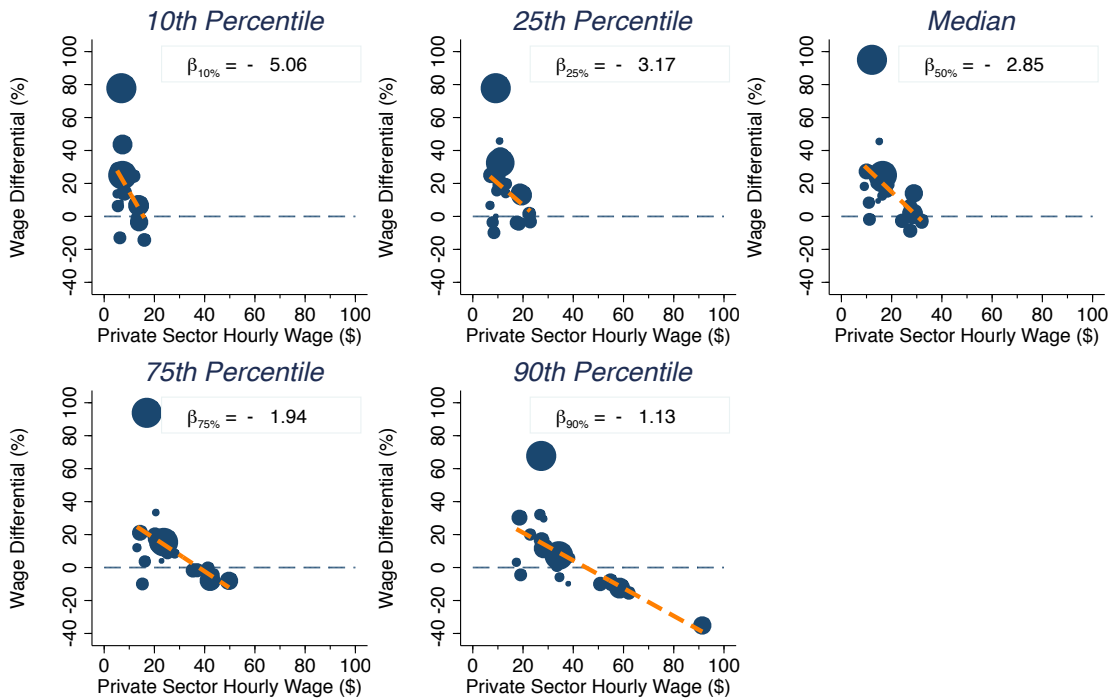 10th Percentile
β10% = - 5.06
Wage Differential (%)
-40 -20 0 20 40 60 80 100
0 20 40 60 80 100
Private Sector Hourly Wage ($)
25th Percentile
β25% = - 3.17
Wage Differential (%)
-40 -20 0 20 40 60 80 100
0 20 40 60 80 100
Private Sector Hourly Wage ($)
Median
β50% = - 2.85
Wage Differential (%)
-40 -20 0 20 40 60 80 100
0 20 40 60 80 100
Private Sector Hourly Wage ($)
75th Percentile
β75% = - 1.94
Wage Differential (%)
-40 -20 0 20 40 60 80 100
0 20 40 60 80 100
Private Sector Hourly Wage ($)
90th Percentile
β90% = - 1.13
Wage Differential (%)
-40 -20 0 20 40 60 80 100
0 20 40 60 80 100
Private Sector Hourly Wage ($)